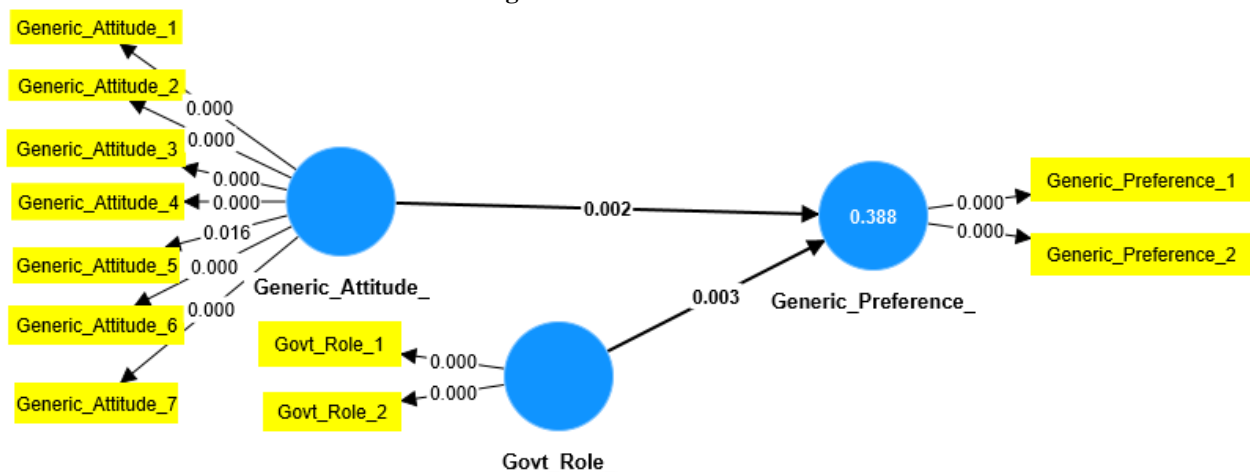 Generic_Attitude_1
Generic_Attitude_2
0.000
Generic_Attitude_3
0.000
0.000
Generic_Attitude_4
0.000
0.016
Generic_Attitude_5
0.000
Generic_Attitude_6
0.000
Generic_Attitude_7
Generic_Attitude_
0.002
0.003
0.388
Generic_Preference_
0.000
Generic_Preference_1
0.000
Generic_Preference_2
Govt_Role_1
0.000
Govt_Role_2
0.000
Govt Role